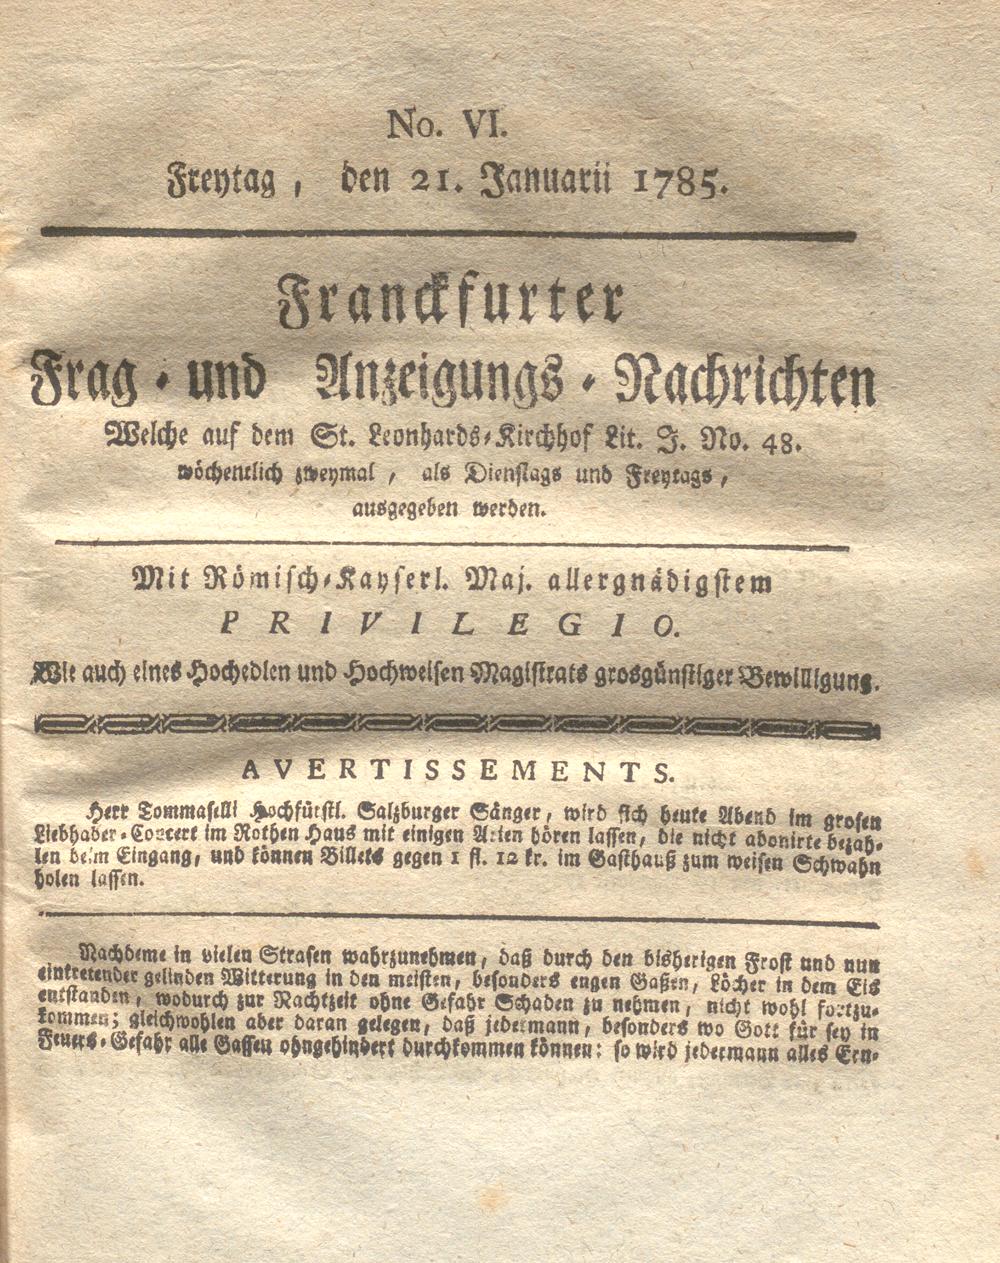 No. VI.
Freytag, den 21. Januarii 1785.
Franckfurter
Frag- und Anzeigungs-Nachrichten
Welche auf dem St. Leonhards-Kirchhof Lit. J. No. 48.
wöchentlich zweymal, als Dienstags und Freytags,
ausgegeben werden.
Mit Römisch-Kayserl. Maj. allergnädigstem
PRIVILEGIO.
Wie auch eines Hochedlen und Hochweisen Magistrats grosgünstiger Bewilligung.
AVERTISSEMENTS.
Herr Tommaselli Hochfürstl. Salzburger Sänger, wird sich heute Abend im grosen
Liebhaber-Concert im Rothen Haus mit einigen Arien hören lassen, die nicht abonirte bezah-
len beim Eingang, und können Billets gegen 1 fl. 12 kr. im Gasthauß zum weisen Schwahn
holen lassen.
Nachdeme in vielen Strasen wahrzunehmen, daß durch den bisherigen Frost und nun
eintretender gelinden Witterung in den meisten, besonders engen Gaßen, Löcher in dem Eis
entstanden, wodurch zur Nachtzeit ohne Gefahr Schaden zu nehmen, nicht wohl fortzu-
kommen; gleichwohlen aber daran gelegen, daß jedermann, besonders wo Gott für sey in
Feuers-Gefahr alle Gassen ohngehindert durchkommen können: so wird jedermann alles Ern-